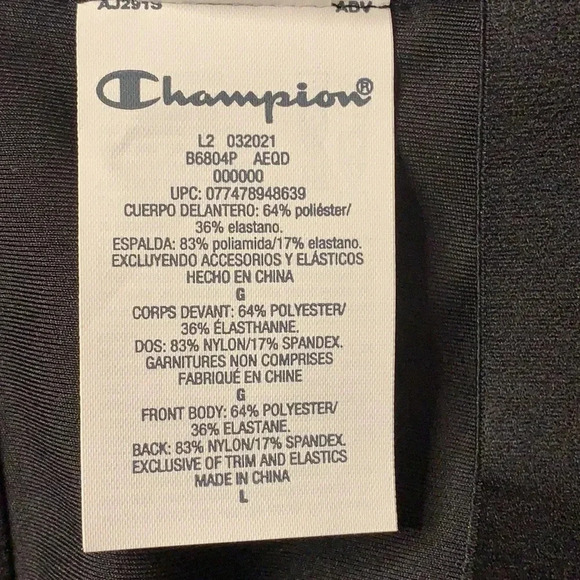 AJ291S ABV
Champion®
L2 032021
B6804P AEQD
000000
UPC: 077478948639
CUERPO DELANTERO: 64% poliéster/
36% elastano.
ESPALDA: 83% poliamida/17% elastano.
EXCLUYENDO ACCESORIOS Y ELÁSTICOS
HECHO EN CHINA
G
CORPS DEVANT: 64% POLYESTER/
36% ÉLASTHANNE.
DOS: 83% NYLON/17% SPANDEX.
GARNITURES NON COMPRISES
FABRIQUÉ EN CHINE
G
FRONT BODY: 64% POLYESTER/
36% ELASTANE.
BACK: 83% NYLON/17% SPANDEX.
EXCLUSIVE OF TRIM AND ELASTICS
MADE IN CHINA
L